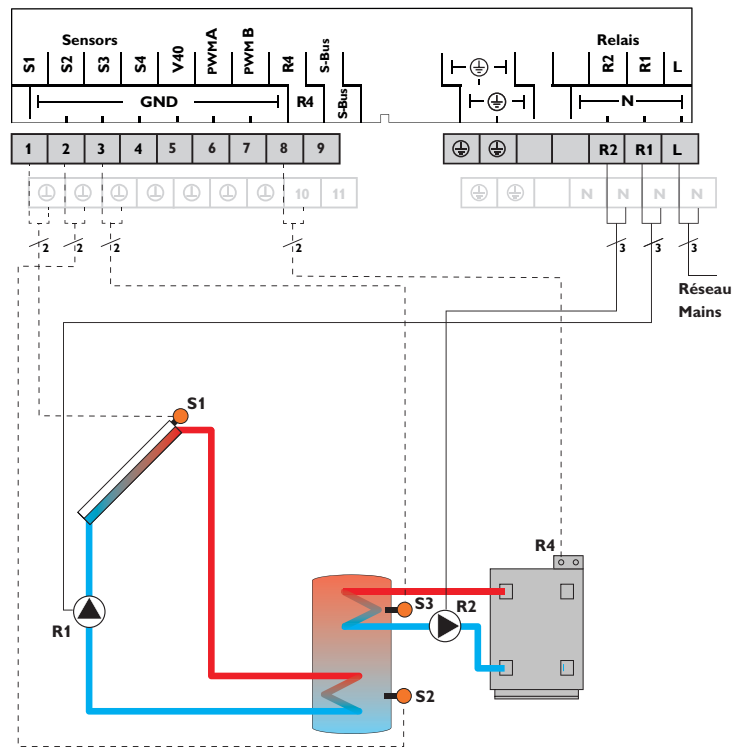 Sensors
Relais
S1 S2 S3 S4 V40 PWMA PWM B R4 S-Bus
R2 R1 L
GND
R4 S-Bus
N
1 2 3 4 5 6 7 8 9
R2 R1 L
10 11
N N N N
2 2 2 2
3 3 3
Réseau
Mains
S1
R4
S3
R2
R1
S2